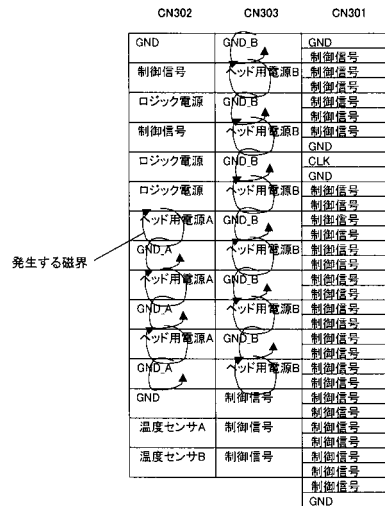 CN302 CN303 CN301
GND GND_B GND
制御信号
制御信号 ヘッド用電源B 制御信号
制御信号
ロジック電源 GND_B 制御信号
制御信号
制御信号 ヘッド用電源B 制御信号
GND
ロジック電源 GND_B CLK
GND
ロジック電源 ヘッド用電源B 制御信号
制御信号
ヘッド用電源A GND_B 制御信号
制御信号
GND_A ヘッド用電源B 制御信号
発生する磁界 制御信号
ヘッド用電源A GND_B 制御信号
制御信号
GND_A ヘッド用電源B 制御信号
制御信号
ヘッド用電源A GND_B 制御信号
制御信号
GND_A ヘッド用電源B 制御信号
制御信号
GND 制御信号 制御信号
制御信号
温度センサA 制御信号 制御信号
制御信号
温度センサB 制御信号 制御信号
制御信号
制御信号
GND